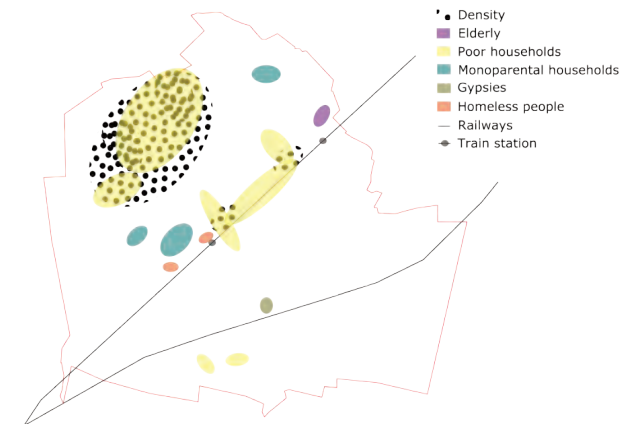 Density
Elderly
Poor households
Monoparental households
Gypsies
Homeless people
Railways
Train station